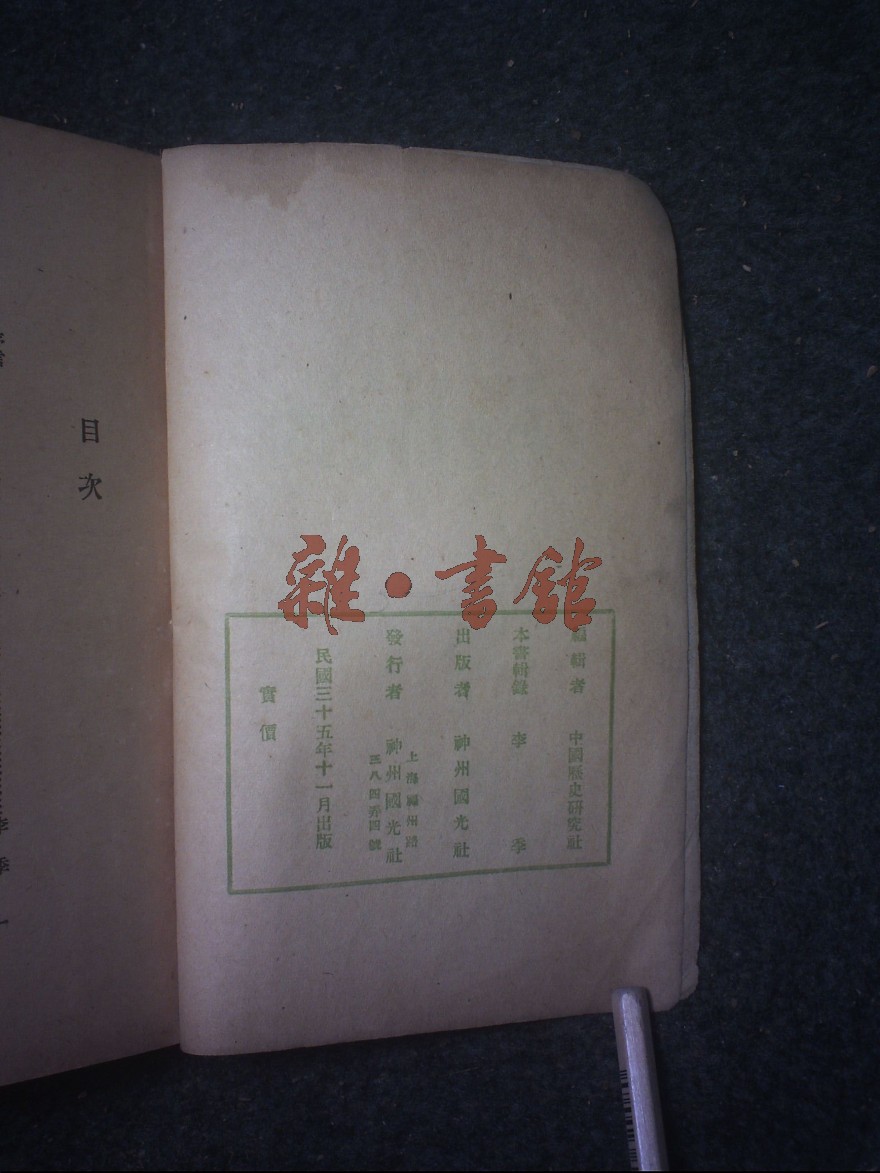 雜·書館
編輯者 中國歷史研究社
本書輯錄 李季
出版者 神州國光社
發行者 神州國光社
上海福州路
三八四弄四號
民國三十五年十一月出版
實價
目次
季 一